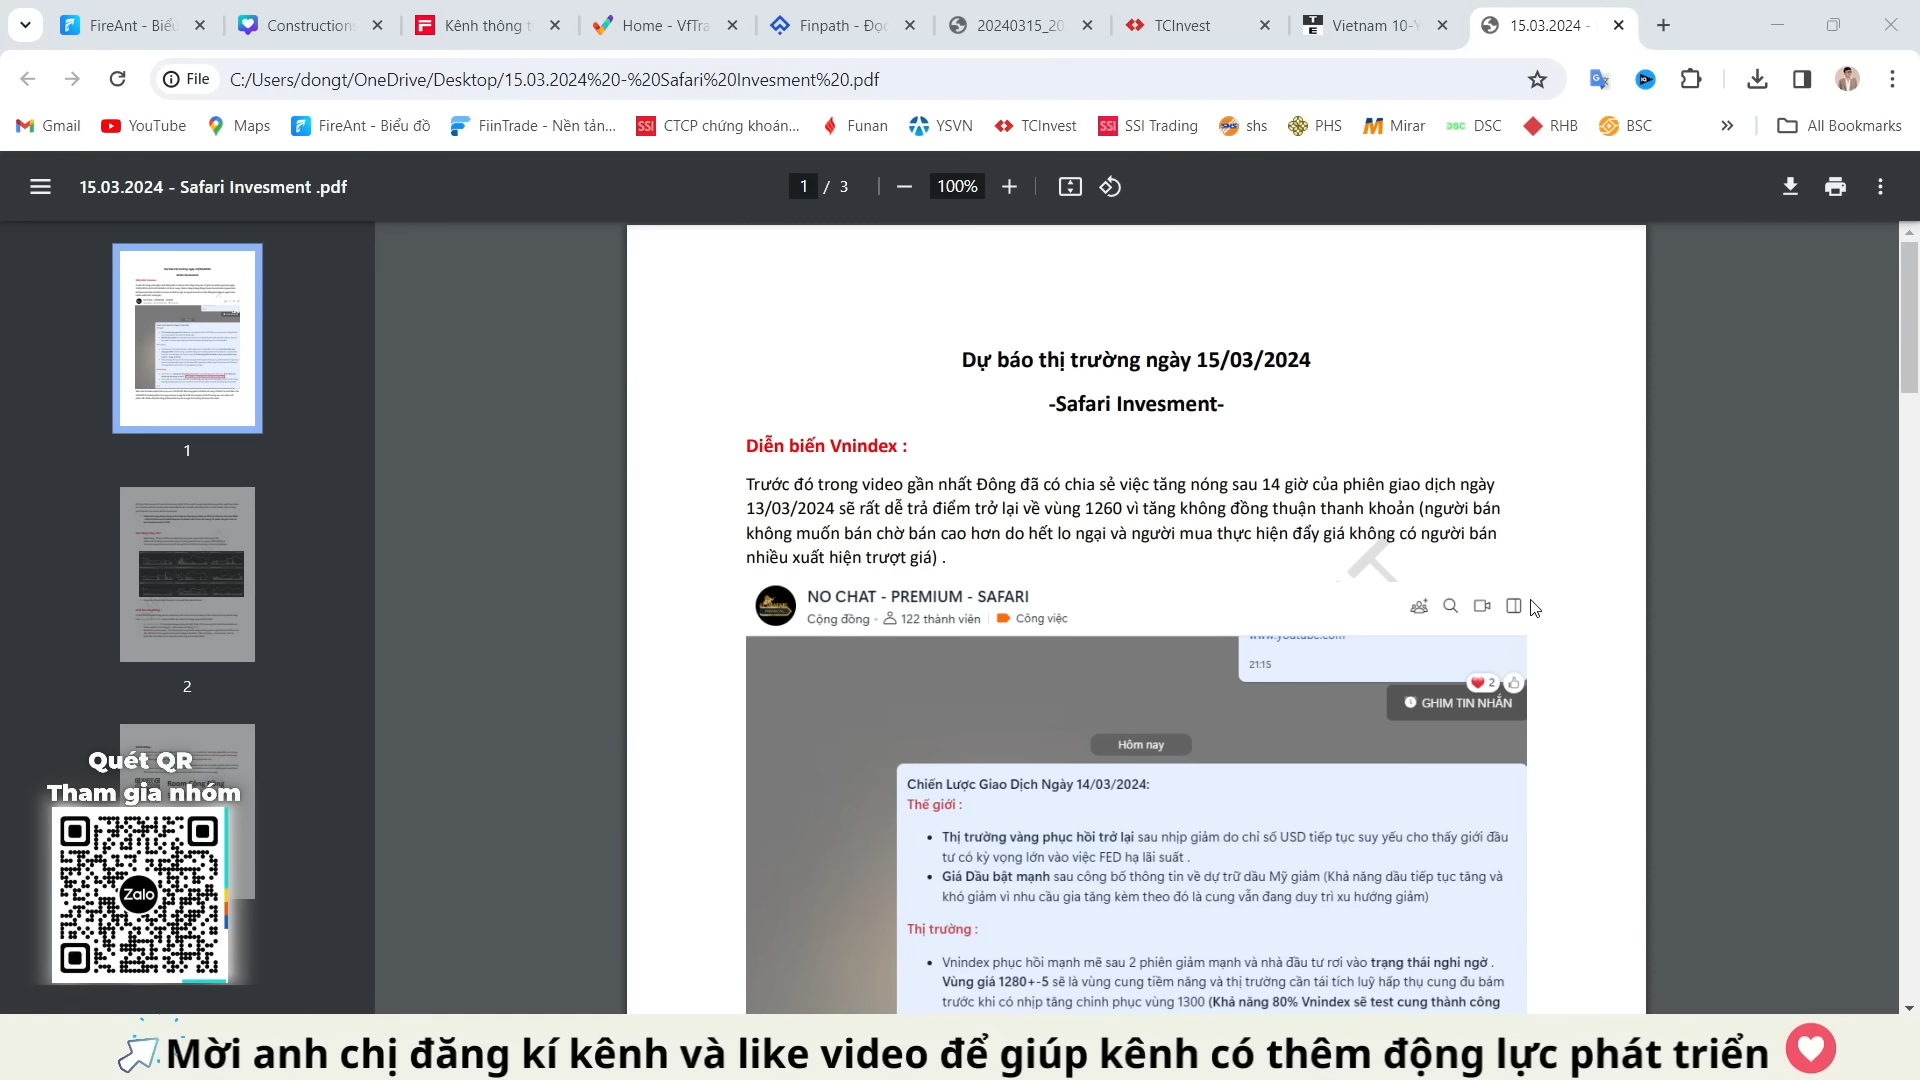 FireAnt - Biểu
Constructions
Kênh thông t
Home - VfTra
Finpath - Đọc
20240315_20
TCInvest
Vietnam 10-Y
15.03.2024 -
File
C:/Users/dongt/OneDrive/Desktop/15.03.2024%20-%20Safari%20Invesment%20.pdf
Gmail
YouTube
Maps
FireAnt - Biểu đồ
FiinTrade - Nền tản...
SSI
CTCP chứng khoán...
Funan
YSVN
TCInvest
SSI
SSI Trading
shs
PHS
Mirar
DSC
DSC
RHB
BSC
All Bookmarks
15.03.2024 - Safari Invesment .pdf
1 / 3
100%
1
2
Dự báo thị trường ngày 15/03/2024
-Safari Invesment-
Diễn biến Vnindex :
Trước đó trong video gần nhất Đông đã có chia sẻ việc tăng nóng sau 14 giờ của phiên giao dịch ngày
13/03/2024 sẽ rất dễ trả điểm trở lại về vùng 1260 vì tăng không đồng thuận thanh khoản (người bán
không muốn bán chờ bán cao hơn do hết lo ngại và người mua thực hiện đẩy giá không có người bán
nhiều xuất hiện trượt giá) .
NO CHAT - PREMIUM - SAFARI
Cộng đồng - 122 thành viên | Công việc
www.youtube.com
21:15
2
GHIM TIN NHẮN
Hôm nay
Chiến Lược Giao Dịch Ngày 14/03/2024:
Thế giới :
• Thị trường vàng phục hồi trở lại sau nhịp giảm do chỉ số USD tiếp tục suy yếu cho thấy giới đầu
tư có kỳ vọng lớn vào việc FED hạ lãi suất .
• Giá Dầu bật mạnh sau công bố thông tin về dự trữ dầu Mỹ giảm (Khả năng dầu tiếp tục tăng và
khó giảm vì nhu cầu gia tăng kèm theo đó là cung vẫn đang duy trì xu hướng giảm)
Thị trường :
• Vnindex phục hồi mạnh mẽ sau 2 phiên giảm mạnh và nhà đầu tư rơi vào trạng thái nghi ngờ .
Vùng giá 1280+-5 sẽ là vùng cung tiềm năng và thị trường cần tái tích luỹ hấp thụ cung đu bám
trước khi có nhịp tăng chinh phục vùng 1300 (Khả năng 80% Vnindex sẽ test cung thành công
Quét QR
Tham gia nhóm
Zalo
Mời anh chị đăng kí kênh và like video để giúp kênh có thêm động lực phát triển